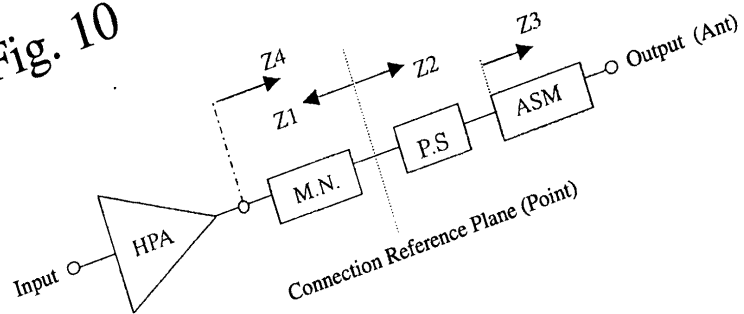 Fig. 10
Z4
Z1
Z2
Z3
Input
HPA
M.N.
P.S
ASM
Output (Ant)
Connection Reference Plane (Point)